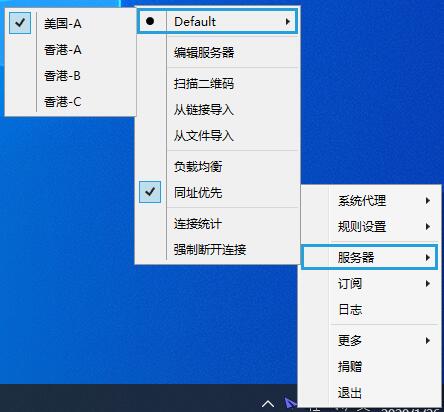 美国-A
香港-A
香港-B
香港-C
Default
编辑服务器
扫描二维码
从链接导入
从文件导入
负载均衡
同址优先
连接统计
强制断开连接
系统代理
规则设置
服务器
订阅
日志
更多
捐赠
退出